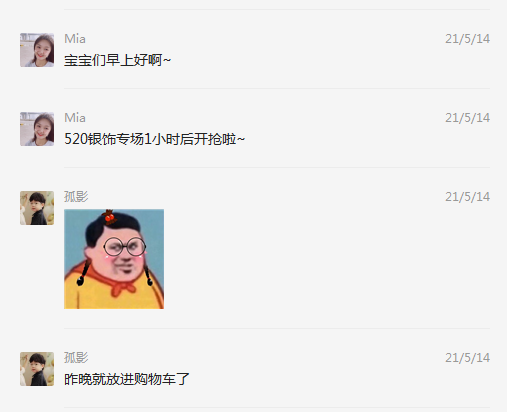 Mia 21/5/14
宝宝们早上好啊~
Mia 21/5/14
520银饰专场1小时后开抢啦~
孤影 21/5/14
孤影 21/5/14
昨晚就放进购物车了